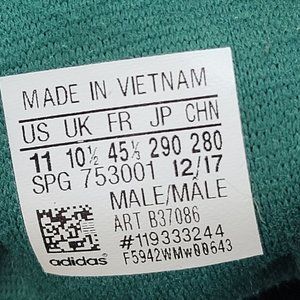 MADE IN VIETNAM
US UK FR JP CHN
11 10½ 45⅓ 290 280
SPG 753001 12/17
MALE/MALE
ART B37086
#119333244
adidas F5942WMw00643